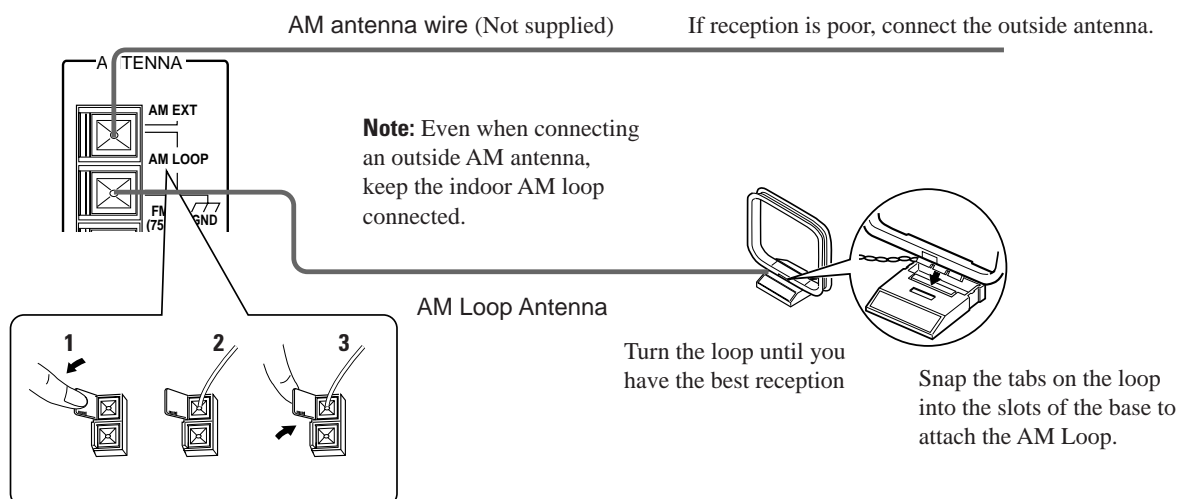 AM antenna wire (Not supplied)
If reception is poor, connect the outside antenna.
A TENNA
AM EXT
Note: Even when connecting
an outside AM antenna,
keep the indoor AM loop
connected.
AM LOOP
FM
(75
GND
AM Loop Antenna
Turn the loop until you
have the best reception
Snap the tabs on the loop
into the slots of the base to
attach the AM Loop.
1
2
3